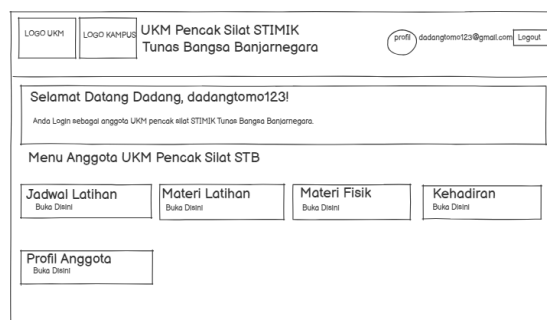 LOGO UKM
LOGO KAMPUS
UKM Pencak Silat STIMIK
Tunas Bangsa Banjarnegara
profil
dadangtomo123@gmail.com
Logout
Selamat Datang Dadang, dadangtomo123!
Anda Login sebagai anggota UKM pencak silat STIMIK Tunas Bangsa Banjarnegara.
Menu Anggota UKM Pencak Silat STB
Jadwal Latihan
Buka Disini
Materi Latihan
Buka Disini
Materi Fisik
Buka Disini
Kehadiran
Buka Disini
Profil Anggota
Buka Disini